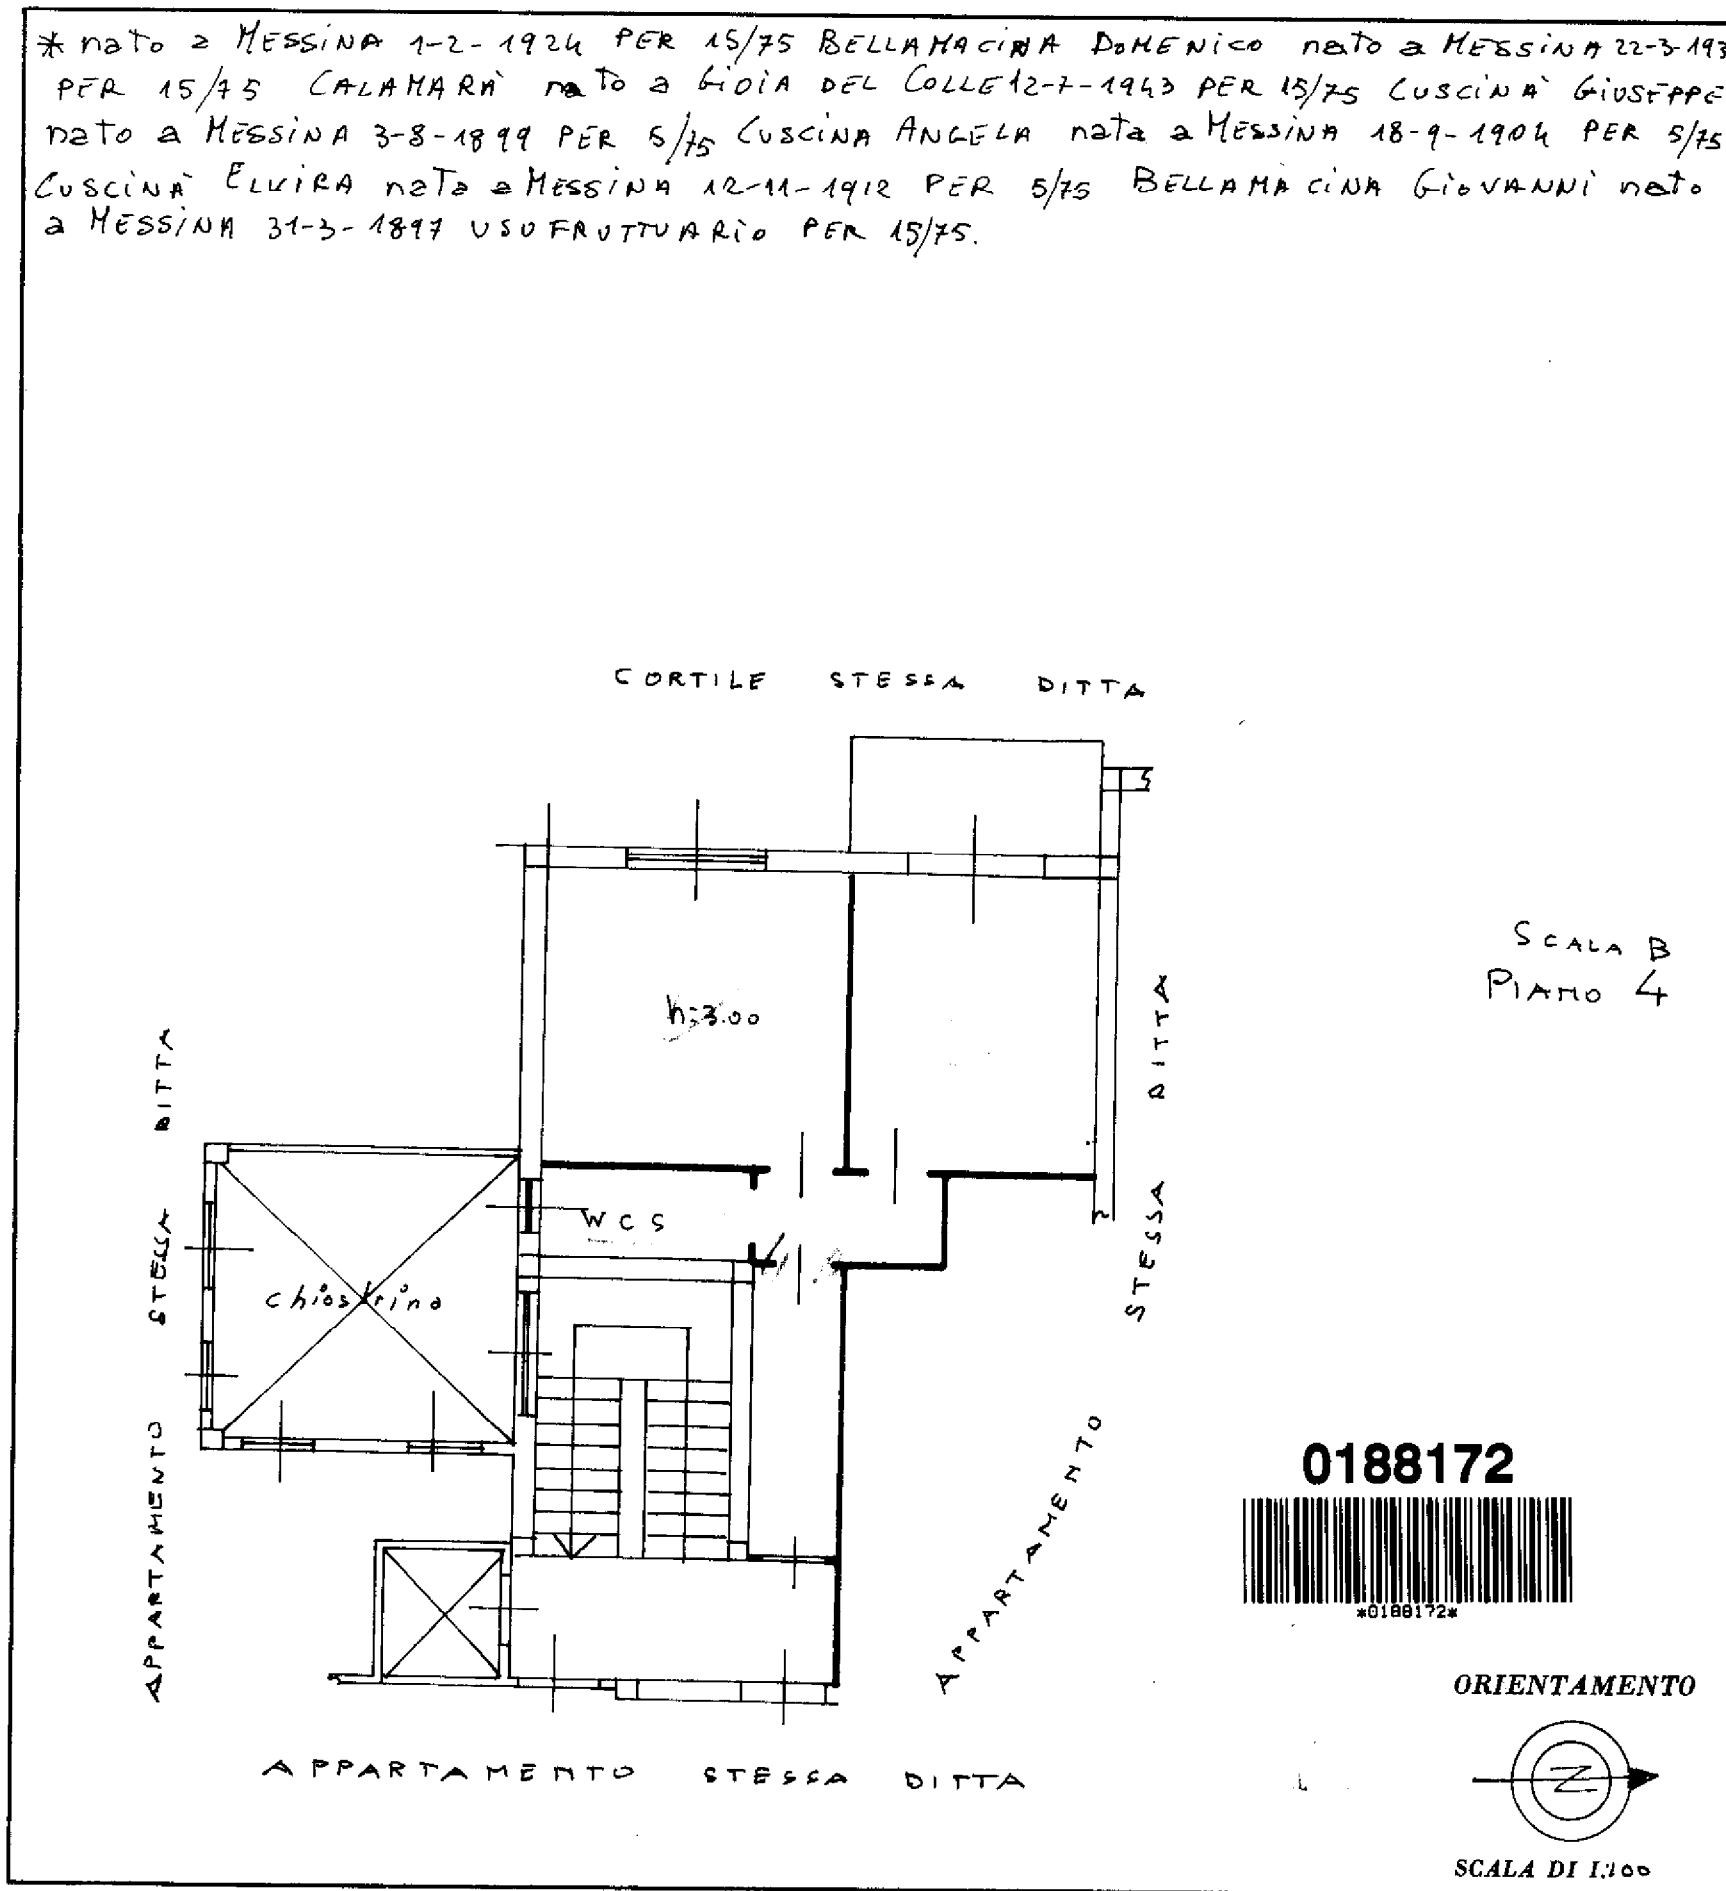 * nato a MESSINA 1-2-1924 PER 15/75 BELLAMACINA DOMENICO nato a MESSINA 22-3-193
PER 15/75 CALAMARÀ nato a GIOIA DEL COLLE 12-7-1943 PER 15/75 CUSCINÀ GIUSEPPE
nato a MESSINA 3-8-1899 PER 5/75 CUSCINA ANGELA nata a MESSINA 18-9-1904 PER 5/75
CUSCINÀ ELVIRA nata a MESSINA 12-11-1912 PER 5/75 BELLAMACINA GIOVANNI nato
a MESSINA 31-3-1897 USUFRUTTUARIO PER 15/75.
CORTILE STESSA DITTA
SCALA B
PIANO 4
h=3.00
APPARTAMENTO STESSA DITTA
WCS
chiostrino
APPARTAMENTO STESSA DITTA
0188172
*0188172*
ORIENTAMENTO
N
APPARTAMENTO STESSA DITTA
SCALA DI 1:100